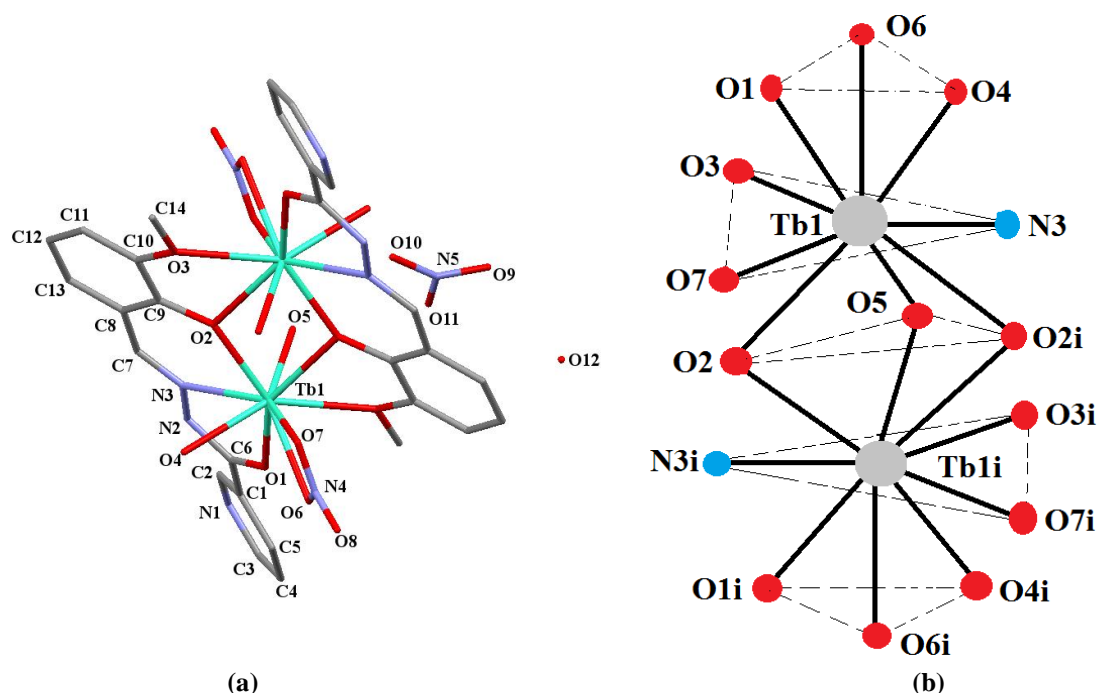 C14
C11
C10
C12
O3
C13
C9
C8
O2
C7
O5
N3
Tb1
N2
O7
O4
C6
C2
O1
C1
N4
N1
O6
O8
C5
C3
C4
O10
N5
O9
O11
O12
(a)
O6
O1
O4
O3
Tb1
N3
O7
O5
O2
O2i
O3i
N3i
Tb1i
O7i
O1i
O4i
O6i
(b)